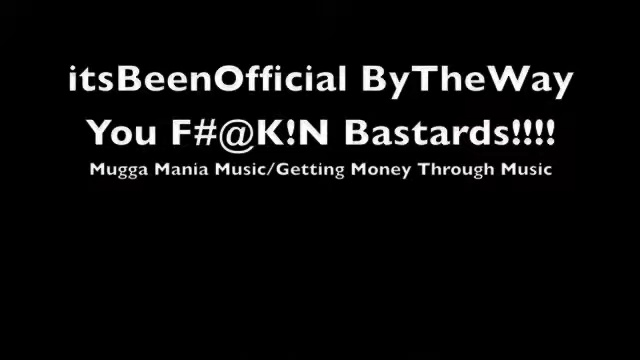 itsBeenOfficial ByTheWay
You F#@K!N Bastards!!!!
Mugga Mania Music/Getting Money Through Music